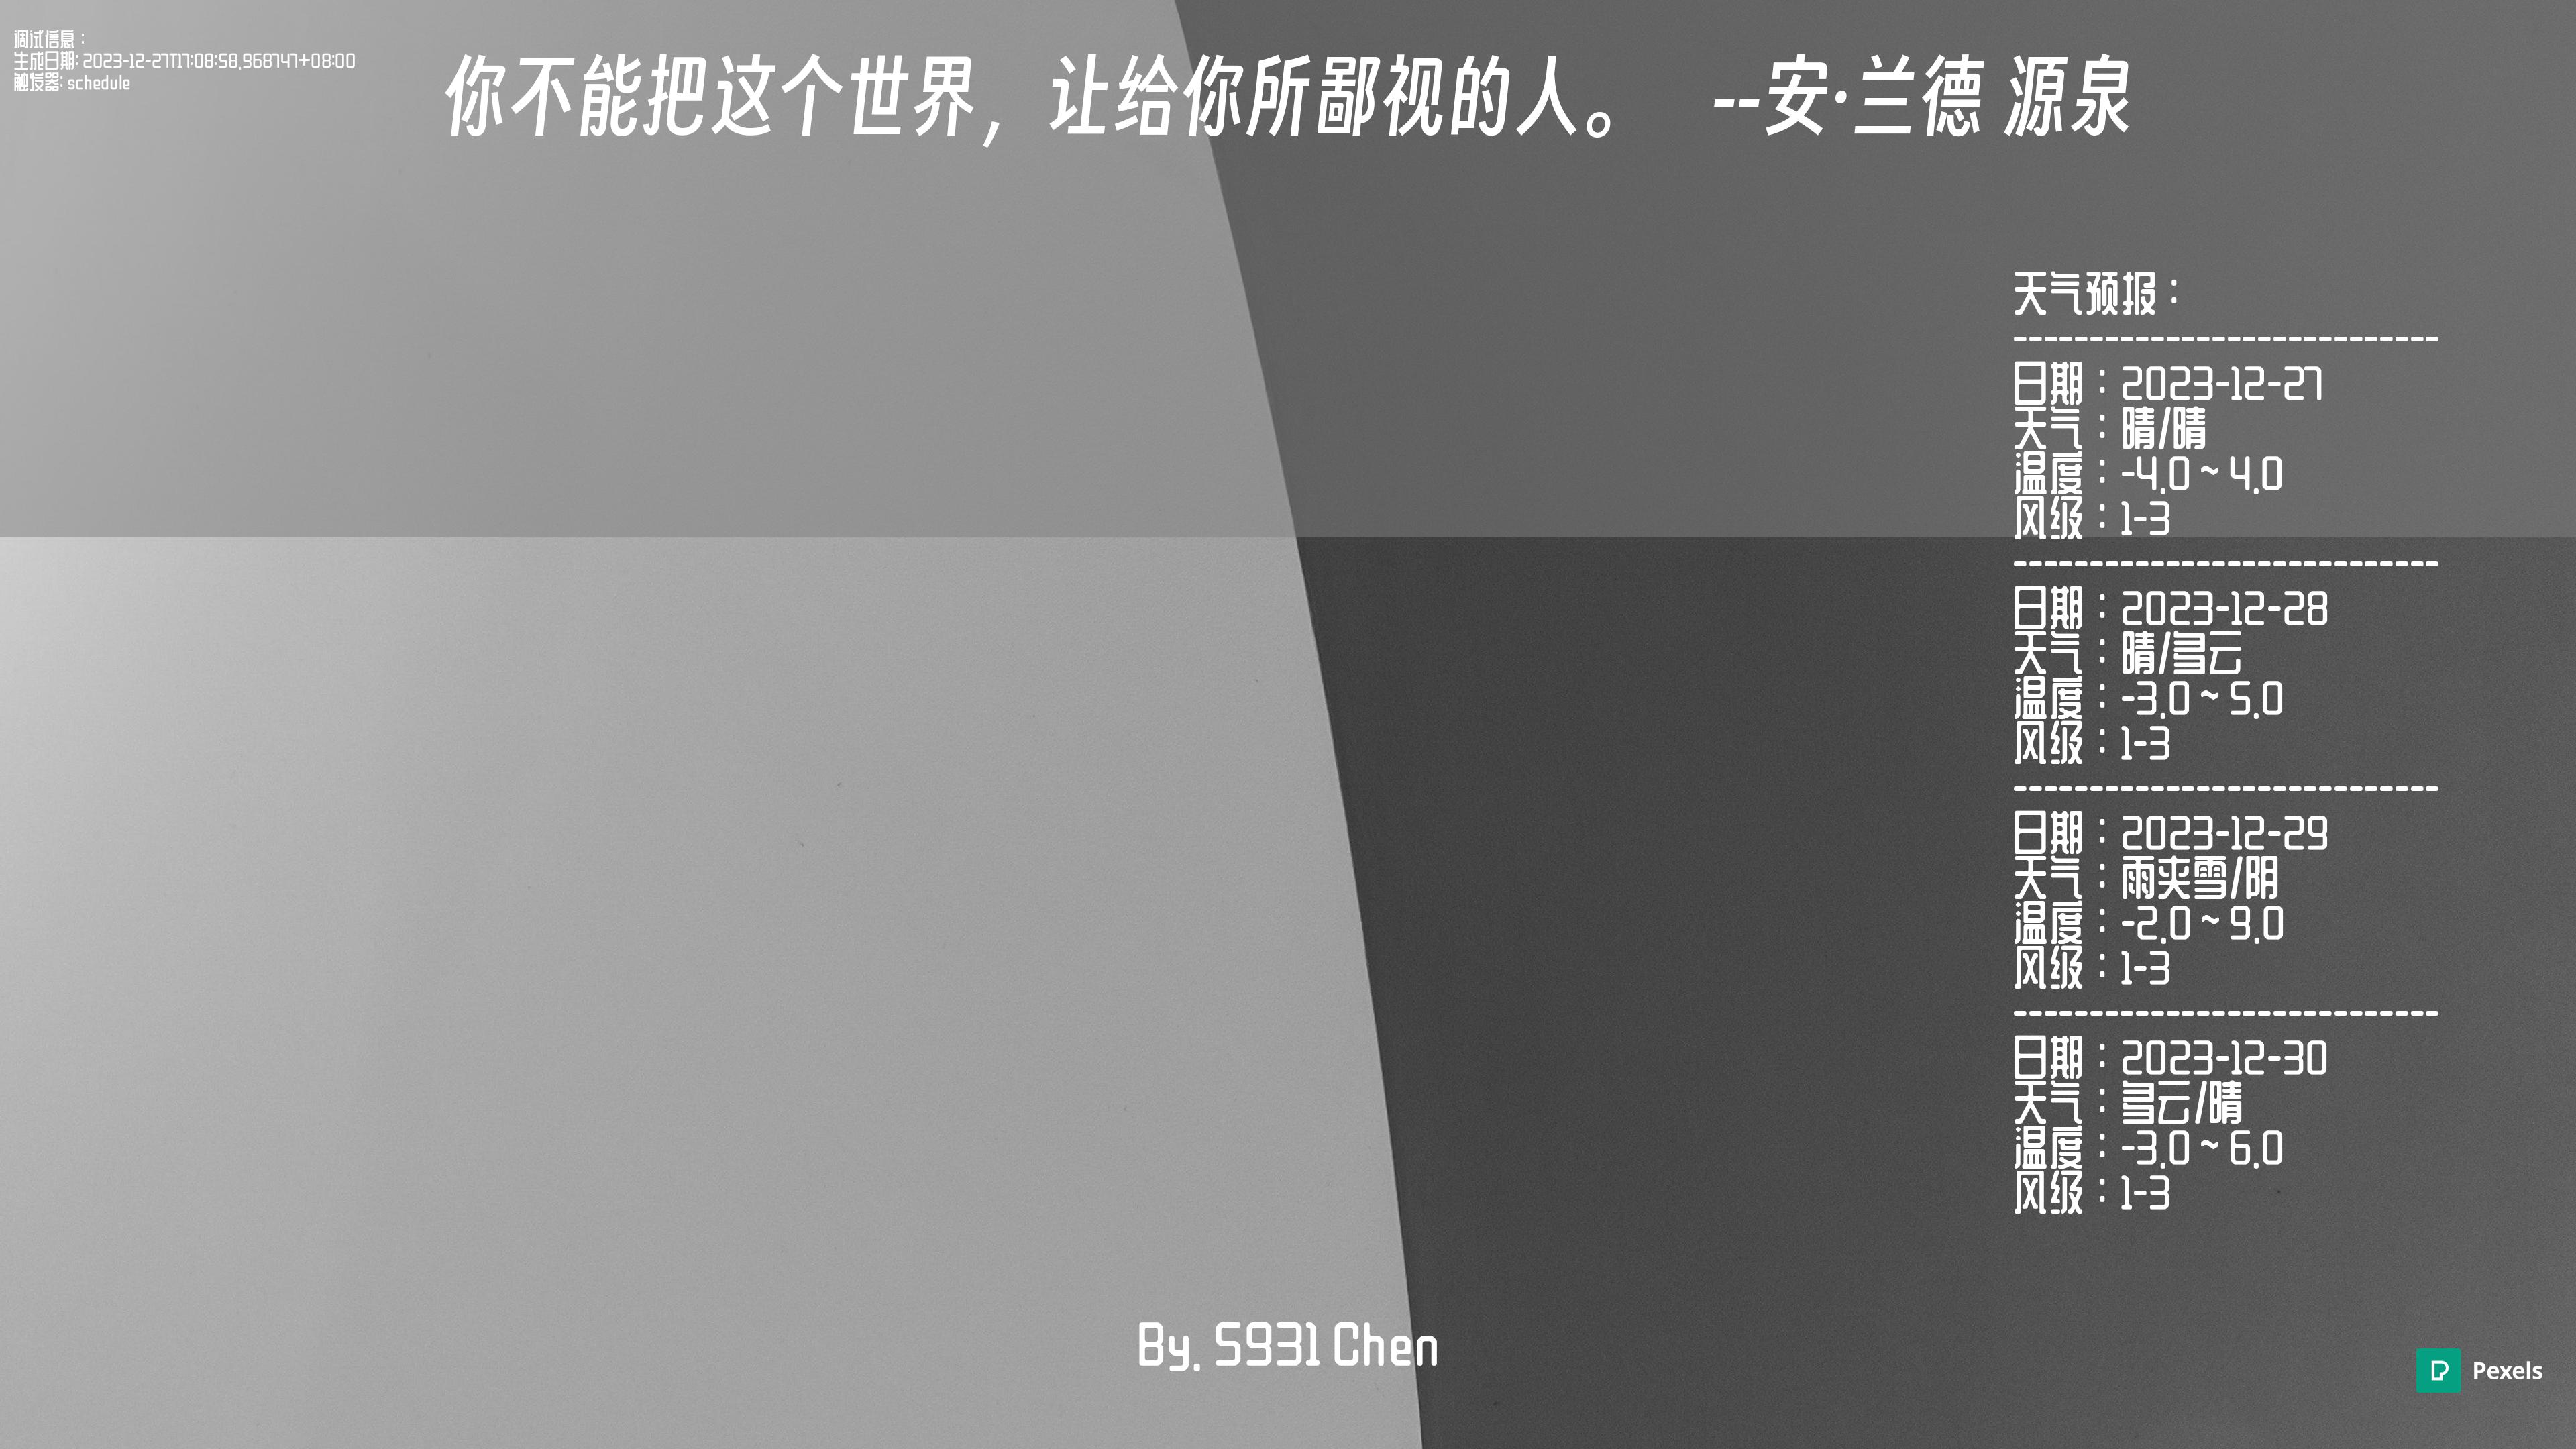 调试信息：
生成日期: 2023-12-27T17:08:58.968747+08:00
触发器: schedule
你不能把这个世界，让给你所鄙视的人。 --安·兰德 源泉
天气预报：
----------------------------
日期：2023-12-27
天气：晴/晴
温度：-4.0 ~ 4.0
风级：1-3
----------------------------
日期：2023-12-28
天气：晴/多云
温度：-3.0 ~ 5.0
风级：1-3
----------------------------
日期：2023-12-29
天气：雨夹雪/阴
温度：-2.0 ~ 9.0
风级：1-3
----------------------------
日期：2023-12-30
天气：多云/晴
温度：-3.0 ~ 6.0
风级：1-3
By. S931 Chen
Pexels